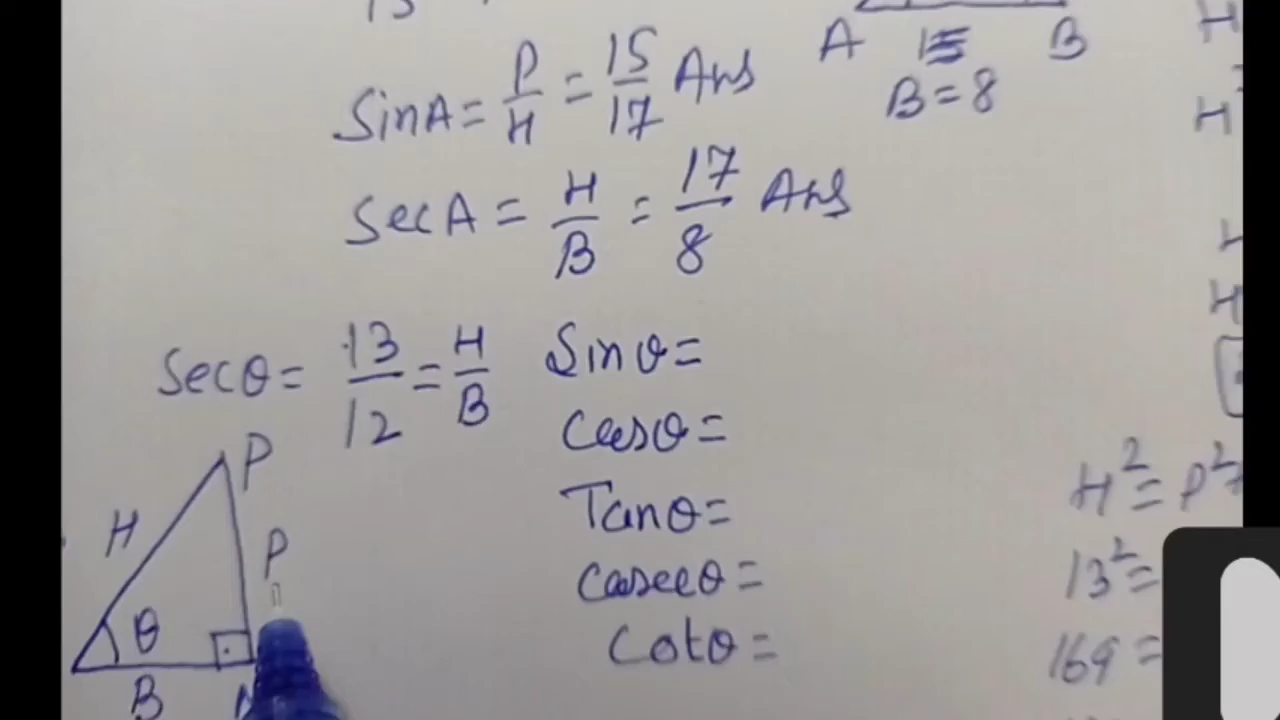 A 15 B
B = 8
SinA = P/H = 15/17 Ans
SecA = H/B = 17/8 Ans
Secθ = 13/12 = H/B
Sinθ =
Cosθ =
Tanθ =
Cosecθ =
Cotθ =
P
H
P
θ
B
H² = P²
13² =
169 =